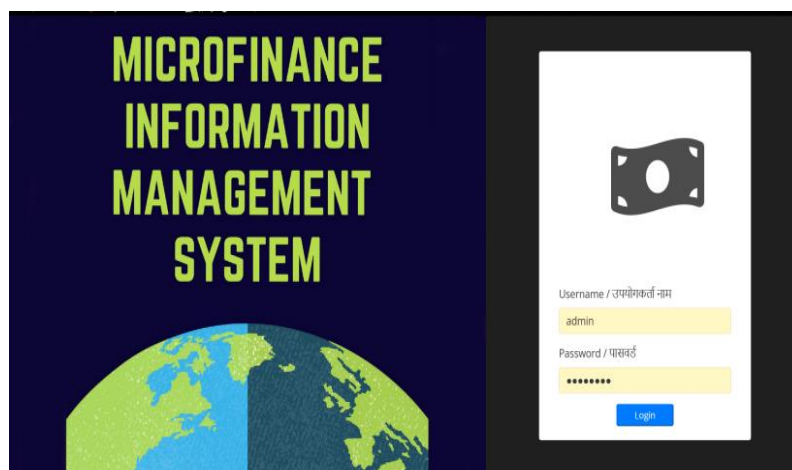 MICROFINANCE
INFORMATION
MANAGEMENT
SYSTEM
Username / उपयोगकर्ता नाम
admin
Password / पासवर्ड
••••••••
Login